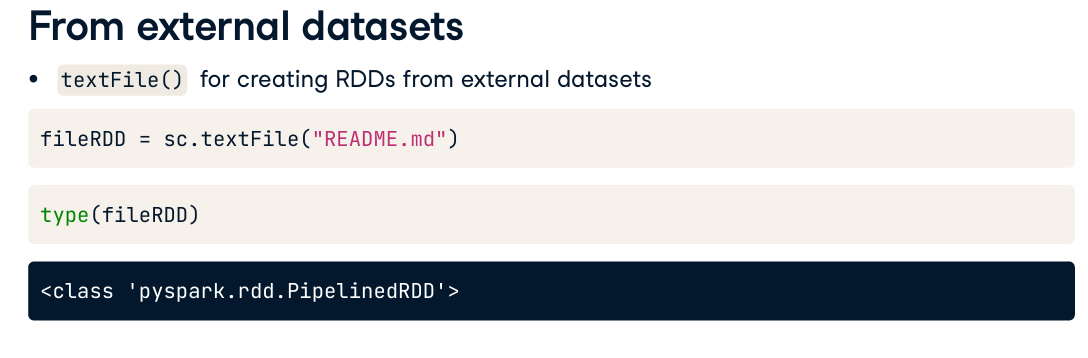 From external datasets
• textFile() for creating RDDs from external datasets
fileRDD = sc.textFile("README.md")
type(fileRDD)
<class 'pyspark.rdd.PipelinedRDD'>